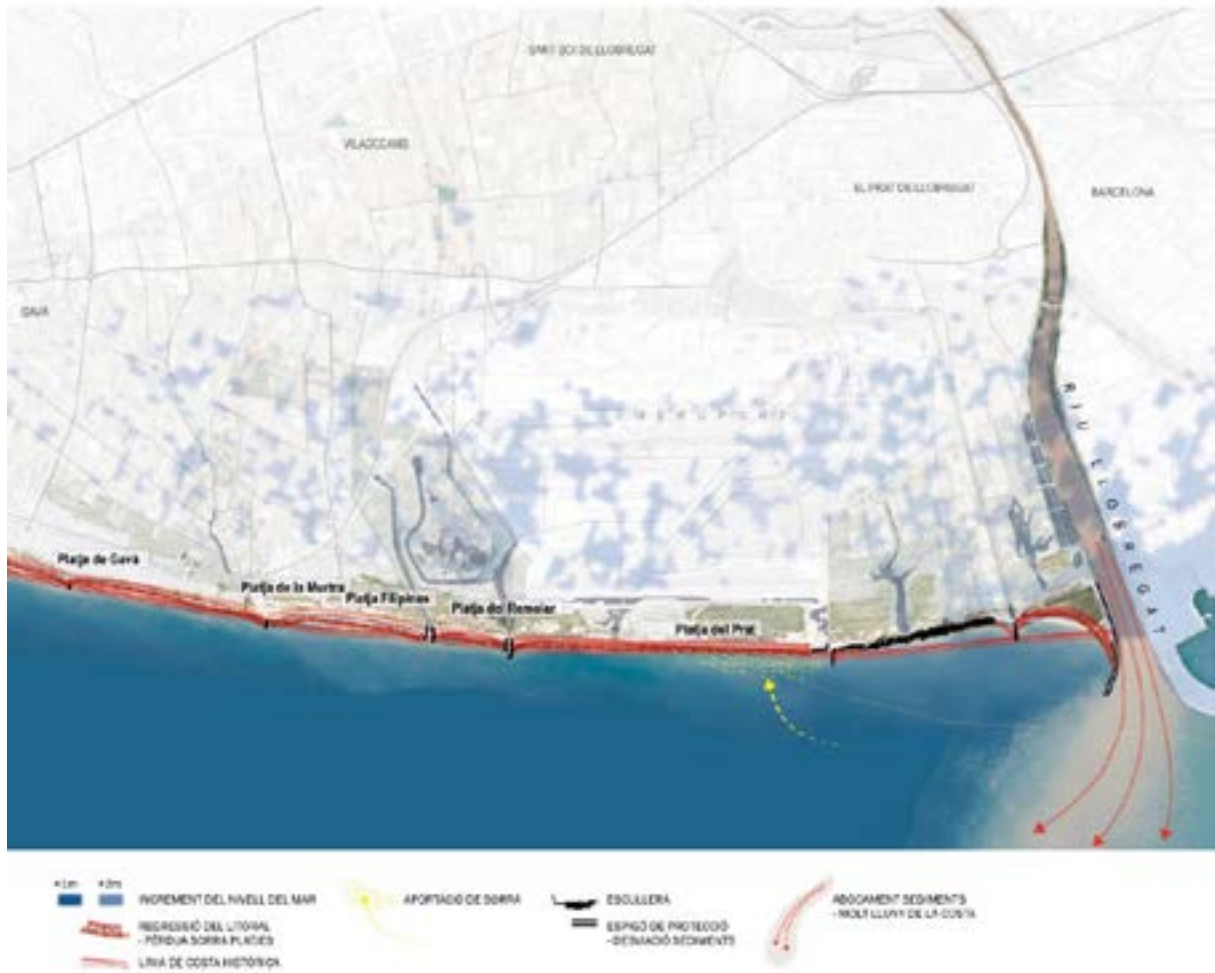 SANT BOI DE LLOBREGAT
VILADECANS
EL PRAT DE LLOBREGAT
BARCELONA
GAVÀ
RIU LLOBREGAT
Platja de Gavà
Platja de la Murtra
Platja Filipines
Platja del Remolar
Platja del Prat
+1m +2m
INCREMENT DEL NIVELL DEL MAR
REGRESSIÓ DEL LITORAL
- PÈRDUA SORRA PLATGES
LÍNIA DE COSTA HISTÒRICA
APORTACIÓ DE SORRA
ESCULLERA
ESPIGÓ DE PROTECCIÓ
- DESVIACIÓ SEDIMENTS
ABOCAMENT SEDIMENTS
- MOLT LLUNY DE LA COSTA